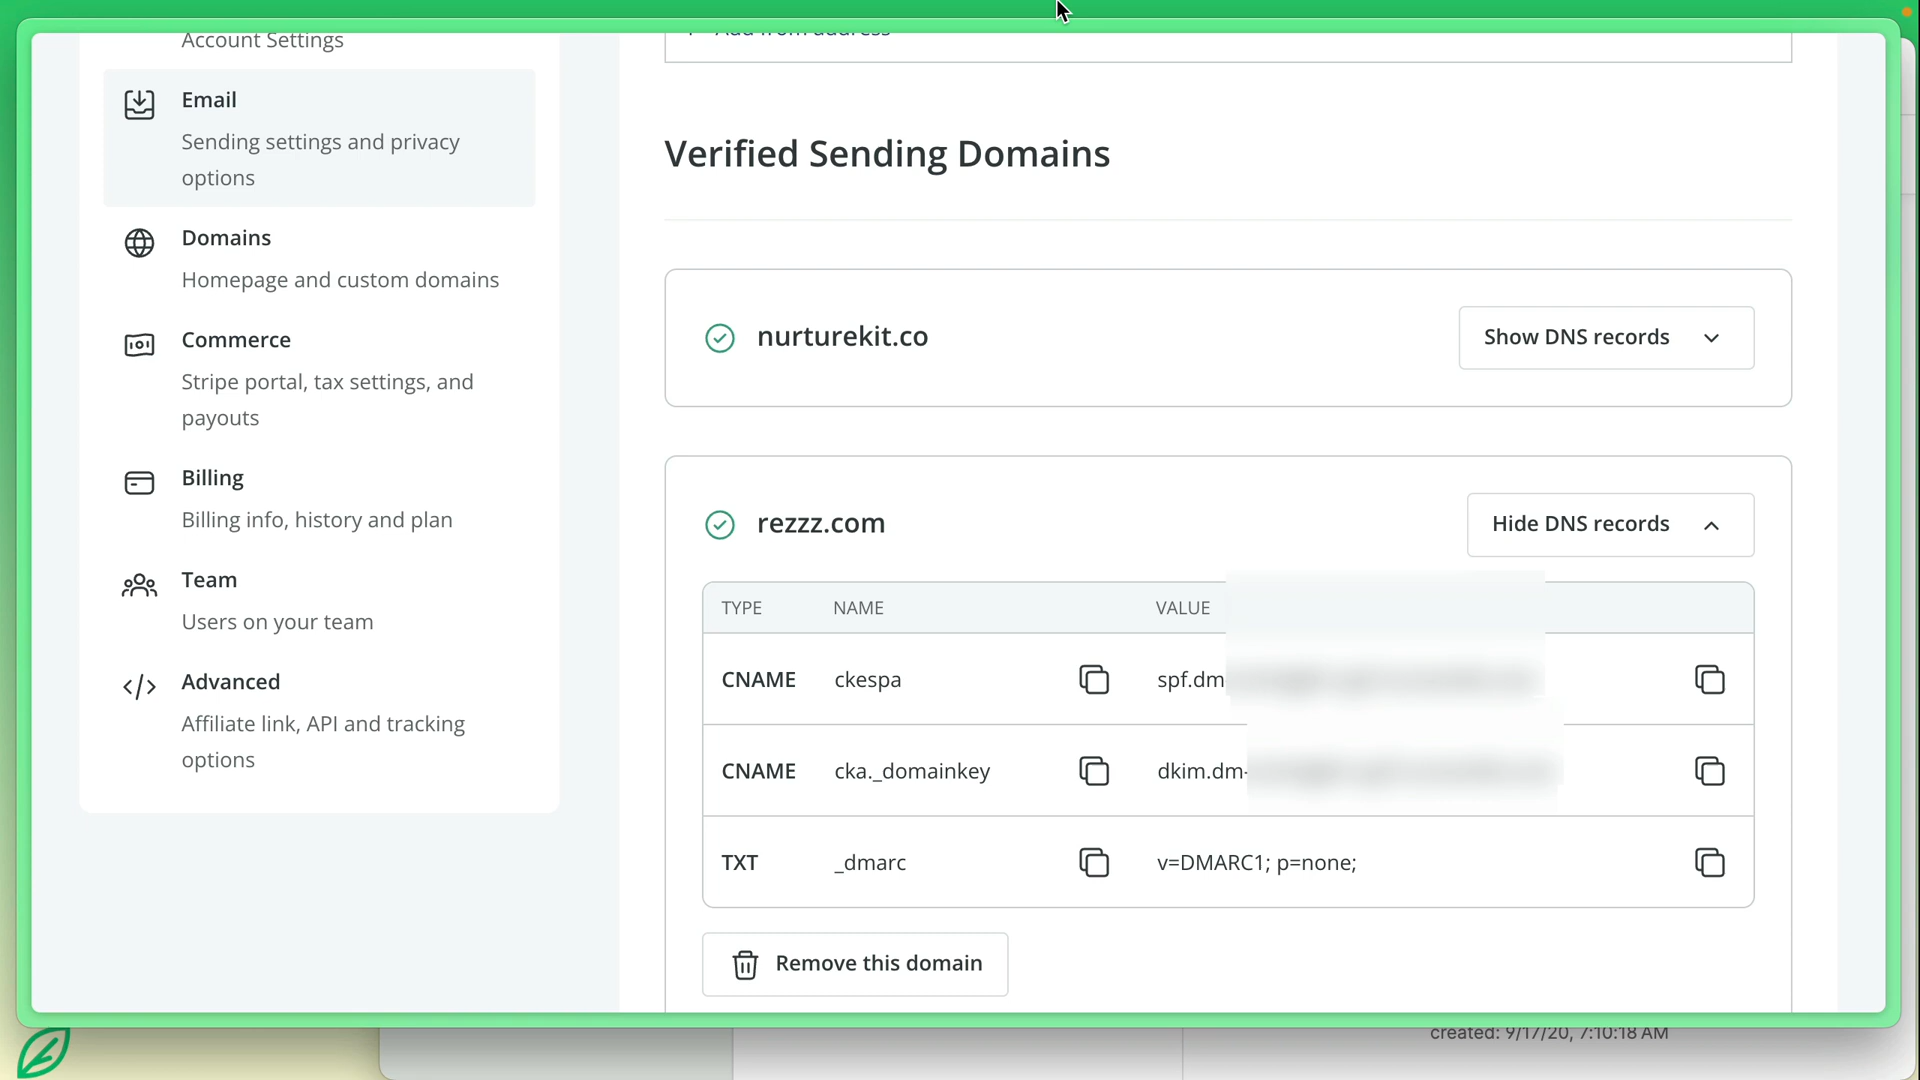 Account Settings
Email
Sending settings and privacy
options
Domains
Homepage and custom domains
Commerce
Stripe portal, tax settings, and
payouts
Billing
Billing info, history and plan
Team
Users on your team
Advanced
Affiliate link, API and tracking
options
+ Add from address
Verified Sending Domains
nurturekit.co
Show DNS records
rezzz.com
Hide DNS records
TYPE NAME VALUE
CNAME ckespa spf.dm
CNAME cka._domainkey dkim.dm-
TXT _dmarc v=DMARC1; p=none;
Remove this domain
created: 9/17/20, 7:10:18 AM